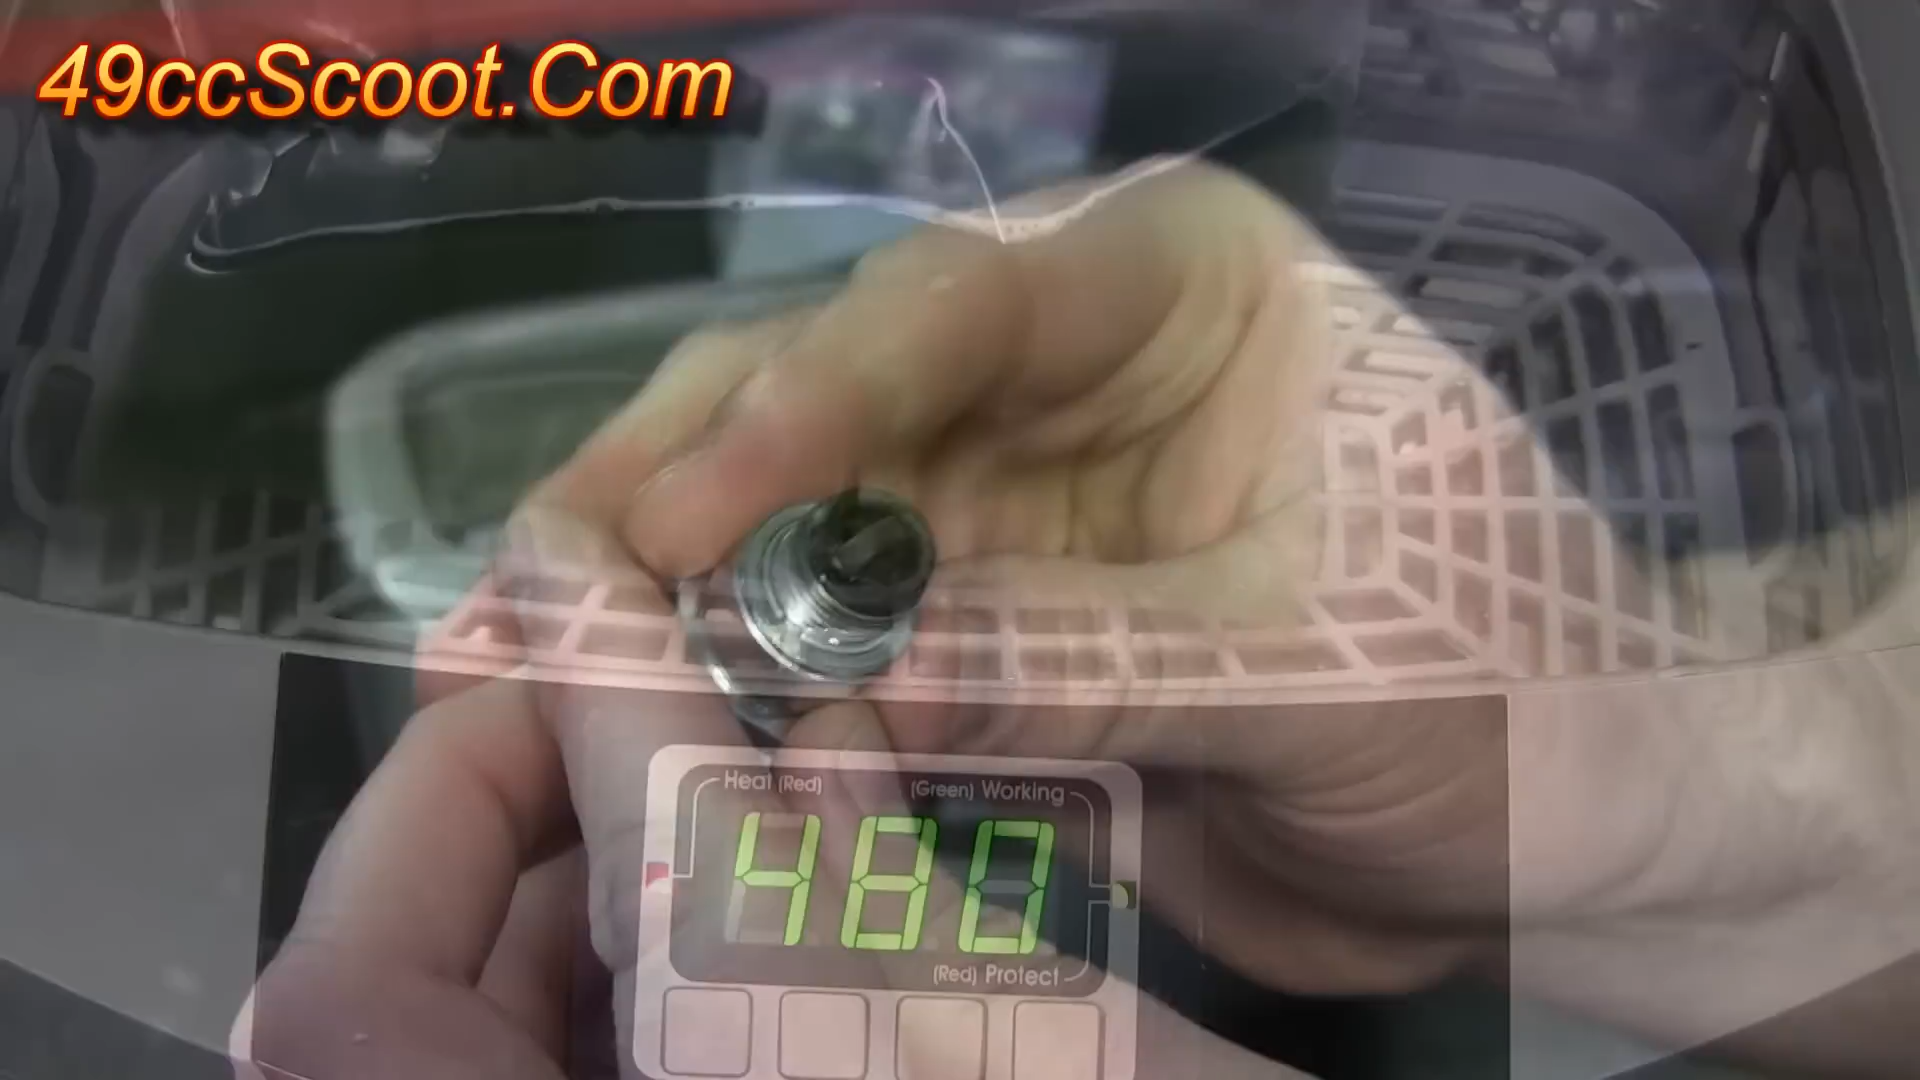 49ccScoot.Com
Heat (Red)
(Green) Working
480
(Red) Protect